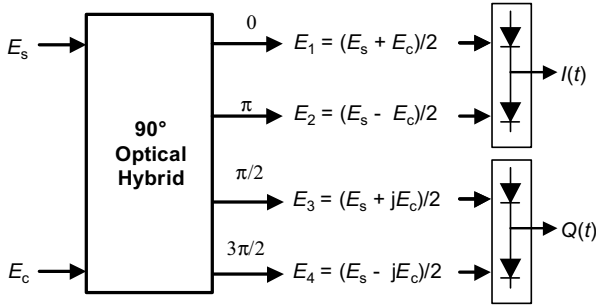 0
E_s
E_1 = (E_s + E_c)/2
I(t)
π
E_2 = (E_s - E_c)/2
90°
Optical
Hybrid
π/2
E_3 = (E_s + jE_c)/2
Q(t)
3π/2
E_c
E_4 = (E_s - jE_c)/2